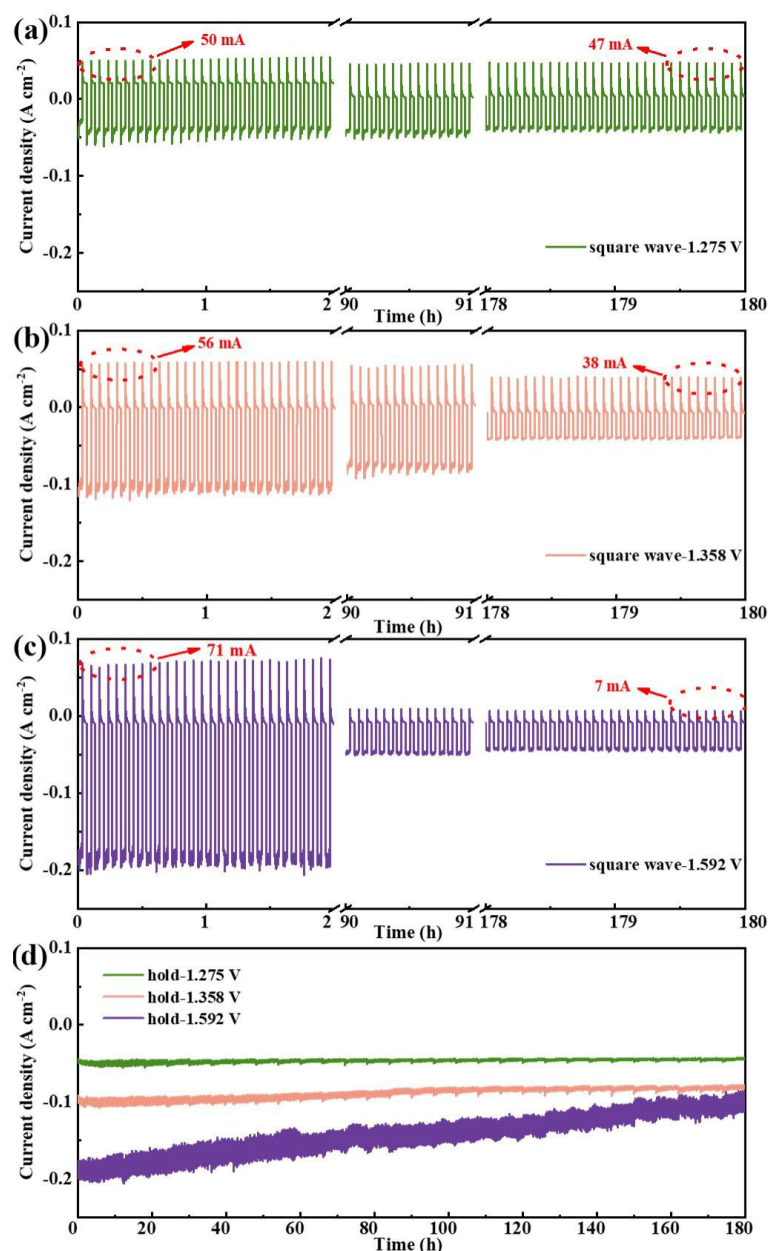 (a)
0.1
50 mA
47 mA
0.0
-0.1
-0.2
Current density (A cm⁻²)
square wave-1.275 V
0 1 2 90 91 178 179 180
Time (h)
(b)
0.1
56 mA
38 mA
0.0
-0.1
-0.2
Current density (A cm⁻²)
square wave-1.358 V
0 1 2 90 91 178 179 180
Time (h)
(c)
0.1
71 mA
7 mA
0.0
-0.1
-0.2
Current density (A cm⁻²)
square wave-1.592 V
0 1 2 90 91 178 179 180
Time (h)
(d)
0.1
hold-1.275 V
hold-1.358 V
hold-1.592 V
0.0
-0.1
-0.2
Current density (A cm⁻²)
0 20 40 60 80 100 120 140 160 180
Time (h)